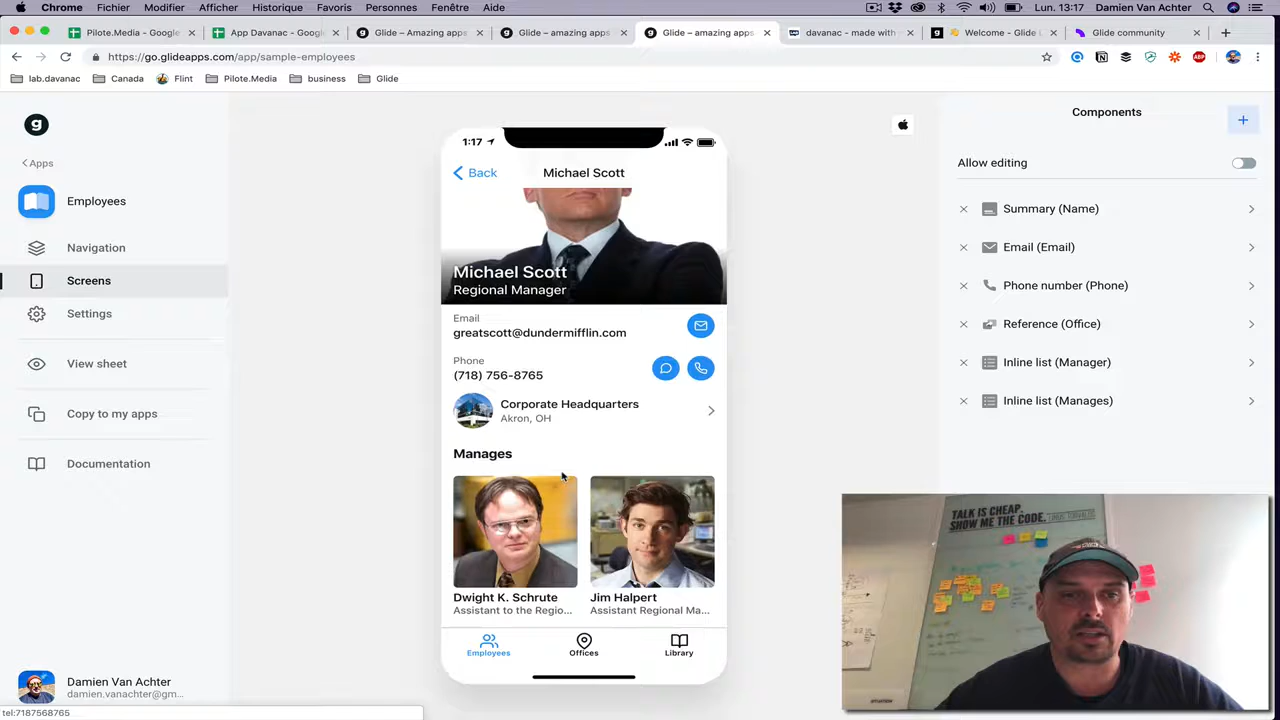 Chrome Fichier Modifier Afficher Historique Favoris Personnes Fenêtre Aide Lun. 13:17 Damien Van Achter
Pilote.Media - Google App Davanac - Google Glide – Amazing apps Glide – amazing apps Glide – amazing apps davanac - made with Welcome – Glide Glide community
https://go.glideapps.com/app/sample-employees
lab.davanac Canada Flint Pilote.Media business Glide
g
Apps
Employees
Navigation
Screens
Settings
View sheet
Copy to my apps
Documentation
Damien Van Achter
damien.vanachter@gm...
tel:7187568765
1:17
Back Michael Scott
Michael Scott
Regional Manager
Email
greatscott@dundermifflin.com
Phone
(718) 756-8765
Corporate Headquarters
Akron, OH
Manages
Dwight K. Schrute
Assistant to the Regio...
Jim Halpert
Assistant Regional Ma...
Employees Offices Library
Components
Allow editing
Summary (Name)
Email (Email)
Phone number (Phone)
Reference (Office)
Inline list (Manager)
Inline list (Manages)
TALK IS CHEAP.
SHOW ME THE CODE.